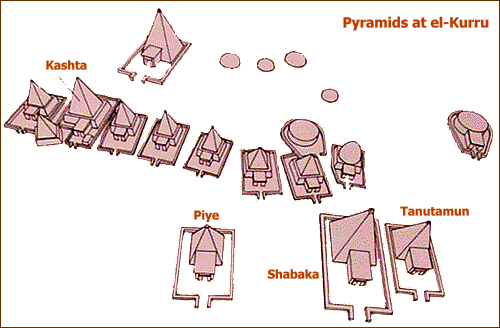 Pyramids at el-Kurru
Kashta
Piye
Tanutamun
Shabaka